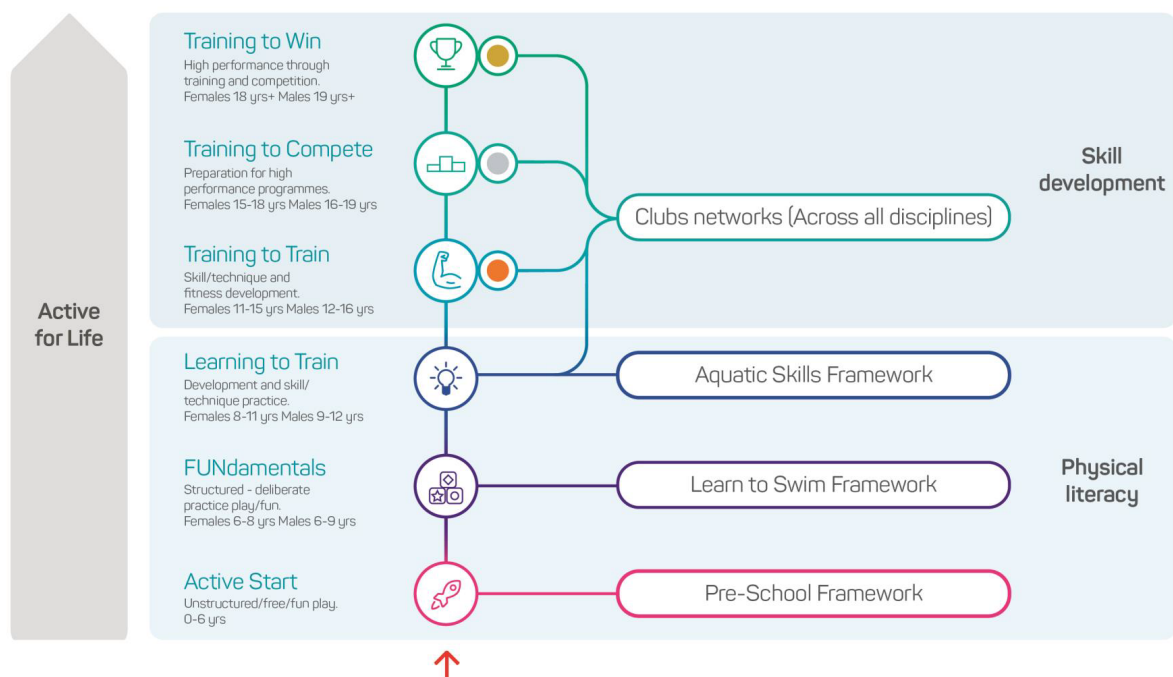 Training to Win
High performance through
training and competition.
Females 18 yrs+ Males 19 yrs+
Training to Compete
Preparation for high
performance programmes.
Females 15-18 yrs Males 16-19 yrs
Skill
development
Clubs networks (Across all disciplines)
Training to Train
Skill/technique and
fitness development.
Females 11-15 yrs Males 12-16 yrs
Active
for Life
Learning to Train
Development and skill/
technique practice.
Females 8-11 yrs Males 9-12 yrs
Aquatic Skills Framework
FUNdamentals
Structured - deliberate
practice play/fun.
Females 6-8 yrs Males 6-9 yrs
Learn to Swim Framework
Physical
literacy
Active Start
Unstructured/free/fun play.
0-6 yrs
Pre-School Framework